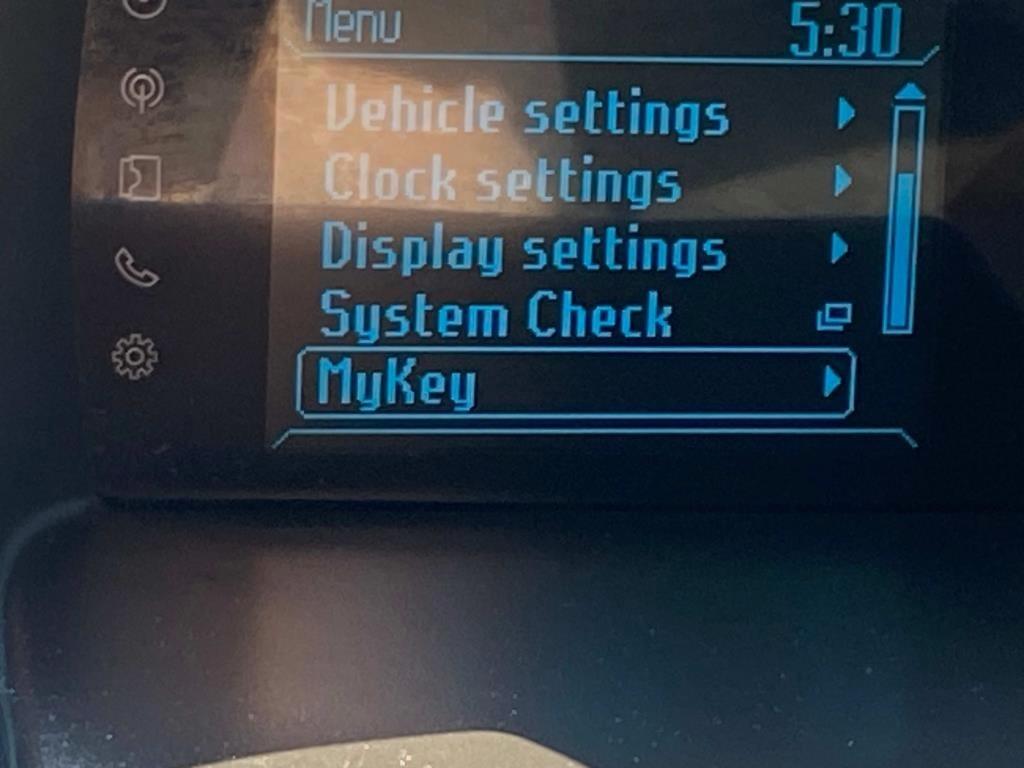 Menu
5:30
Vehicle settings
Clock settings
Display settings
System Check
MyKey